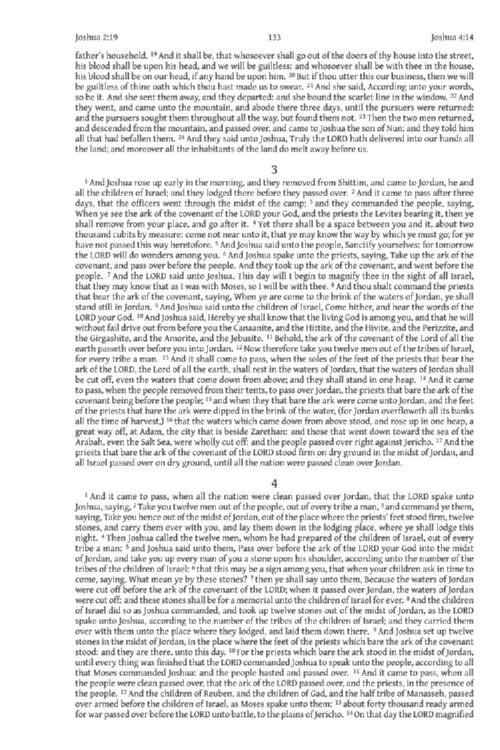 Joshua 2:19 133 Joshua 4:14
father's household. 19 And it shall be, that whosoever shall go out of the doors of thy house into the street,
his blood shall be upon his head, and we will be guiltless: and whosoever shall be with thee in the house,
his blood shall be on our head, if any hand be upon him. 20 But if thou utter this our business, then we will
be guiltless of thine oath which thou hast made us to swear. 21 And she said, According unto your words,
so be it. And she sent them away, and they departed: and she bound the scarlet line in the window. 22 And
they went, and came unto the mountain, and abode there three days, until the pursuers were returned:
and the pursuers sought them throughout all the way, but found them not. 23 Then the two men returned,
and descended from the mountain, and passed over, and came to Joshua the son of Nun; and they told him
all that had befallen them. 24 And they said unto Joshua, Truly the LORD hath delivered into our hands all
the land; and moreover all the inhabitants of the land do melt away before us.
3
1 And Joshua rose up early in the morning, and they removed from Shittim, and came to Jordan, he and
all the children of Israel; and they lodged there before they passed over. 2 And it came to pass after three
days, that the officers went through the midst of the camp; 3 and they commanded the people, saying,
When ye see the ark of the covenant of the LORD your God, and the priests the Levites bearing it, then ye
shall remove from your place, and go after it. 4 Yet there shall be a space between you and it, about two
thousand cubits by measure: come not near unto it, that ye may know the way by which ye must go; for ye
have not passed this way heretofore. 5 And Joshua said unto the people, Sanctify yourselves: for tomorrow
the LORD will do wonders among you. 6 And Joshua spake unto the priests, saying, Take up the ark of the
covenant, and pass over before the people. And they took up the ark of the covenant, and went before the
people. 7 And the LORD said unto Joshua, This day will I begin to magnify thee in the sight of all Israel,
that they may know that as I was with Moses, so I will be with thee. 8 And thou shalt command the priests
that bear the ark of the covenant, saying, When ye are come to the brink of the waters of Jordan, ye shall
stand still in Jordan. 9 And Joshua said unto the children of Israel, Come hither, and hear the words of the
LORD your God. 10 And Joshua said, Hereby ye shall know that the living God is among you, and that he will
without fail drive out from before you the Canaanite, and the Hittite, and the Hivite, and the Perizzite, and
the Girgashite, and the Amorite, and the Jebusite. 11 Behold, the ark of the covenant of the Lord of all the
earth passeth over before you into Jordan. 12 Now therefore take you twelve men out of the tribes of Israel,
for every tribe a man. 13 And it shall come to pass, when the soles of the feet of the priests that bear the
ark of the LORD, the Lord of all the earth, shall rest in the waters of Jordan, that the waters of Jordan shall
be cut off, even the waters that come down from above; and they shall stand in one heap. 14 And it came
to pass, when the people removed from their tents, to pass over Jordan, the priests that bare the ark of the
covenant being before the people; 15 and when they that bare the ark were come unto Jordan, and the feet
of the priests that bare the ark were dipped in the brink of the water, (for Jordan overfloweth all its banks
all the time of harvest,) 16 that the waters which came down from above stood, and rose up in one heap, a
great way off, at Adam, the city that is beside Zarethan: and those that went down toward the sea of the
Arabah, even the Salt Sea, were wholly cut off: and the people passed over right against Jericho. 17 And the
priests that bare the ark of the covenant of the LORD stood firm on dry ground in the midst of Jordan, and
all Israel passed over on dry ground, until all the nation were passed clean over Jordan.
4
1 And it came to pass, when all the nation were clean passed over Jordan, that the LORD spake unto
Joshua, saying, 2 Take you twelve men out of the people, out of every tribe a man, 3 and command ye them,
saying, Take you hence out of the midst of Jordan, out of the place where the priests' feet stood firm, twelve
stones, and carry them over with you, and lay them down in the lodging place, where ye shall lodge this
night. 4 Then Joshua called the twelve men, whom he had prepared of the children of Israel, out of every
tribe a man: 5 and Joshua said unto them, Pass over before the ark of the LORD your God into the midst
of Jordan, and take you up every man of you a stone upon his shoulder, according unto the number of the
tribes of the children of Israel: 6 that this may be a sign among you, that when your children ask in time to
come, saying, What mean ye by these stones? 7 then ye shall say unto them, Because the waters of Jordan
were cut off before the ark of the covenant of the LORD; when it passed over Jordan, the waters of Jordan
were cut off: and these stones shall be for a memorial unto the children of Israel for ever. 8 And the children
of Israel did so as Joshua commanded, and took up twelve stones out of the midst of Jordan, as the LORD
spake unto Joshua, according to the number of the tribes of the children of Israel; and they carried them
over with them unto the place where they lodged, and laid them down there. 9 And Joshua set up twelve
stones in the midst of Jordan, in the place where the feet of the priests which bare the ark of the covenant
stood: and they are there, unto this day. 10 For the priests which bare the ark stood in the midst of Jordan,
until every thing was finished that the LORD commanded Joshua to speak unto the people, according to all
that Moses commanded Joshua: and the people hasted and passed over. 11 And it came to pass, when all
the people were clean passed over, that the ark of the LORD passed over, and the priests, in the presence of
the people. 12 And the children of Reuben, and the children of Gad, and the half tribe of Manasseh, passed
over armed before the children of Israel, as Moses spake unto them: 13 about forty thousand ready armed
for war passed over before the LORD unto battle, to the plains of Jericho. 14 On that day the LORD magnified